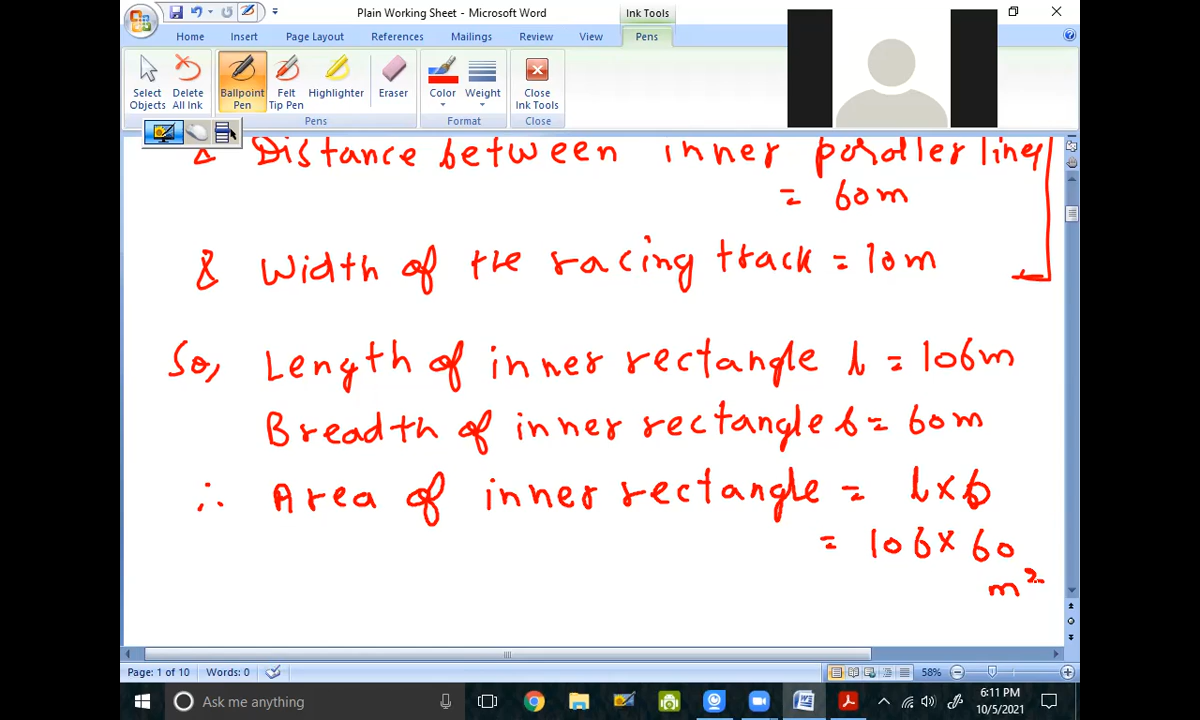 Plain Working Sheet - Microsoft Word
Ink Tools
Home Insert Page Layout References Mailings Review View Pens
Select Objects
Delete All Ink
Ballpoint Pen
Felt Tip Pen
Highlighter
Eraser
Color
Weight
Close Ink Tools
Pens Format Close
Distance between inner parallel lines
= 60m
& Width of the racing track = 10m
So, Length of inner rectangle l = 106m
Breadth of inner rectangle b = 60m
∴ Area of inner rectangle = l × b
= 106 × 60
m²
Page: 1 of 10 Words: 0 58%
Ask me anything
6:11 PM
10/5/2021